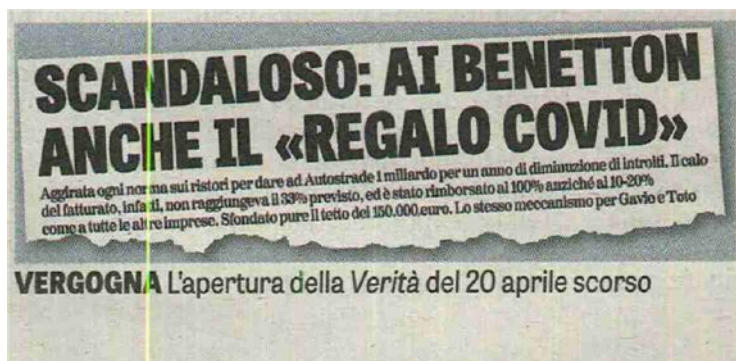 SCANDALOSO: AI BENETTON
ANCHE IL «REGALO COVID»
Aggirata ogni norma sui ristori per dare ad Autostrade 1 miliardo per un anno di diminuzione di introiti. Il calo
del fatturato, infatti, non raggiungeva il 33% previsto, ed è stato rimborsato al 100% anziché al 10-20%
come a tutte le altre imprese. Sfondato pure il tetto dei 150.000 euro. Lo stesso meccanismo per Gavio e Toto
VERGOGNA L'apertura della Verità del 20 aprile scorso